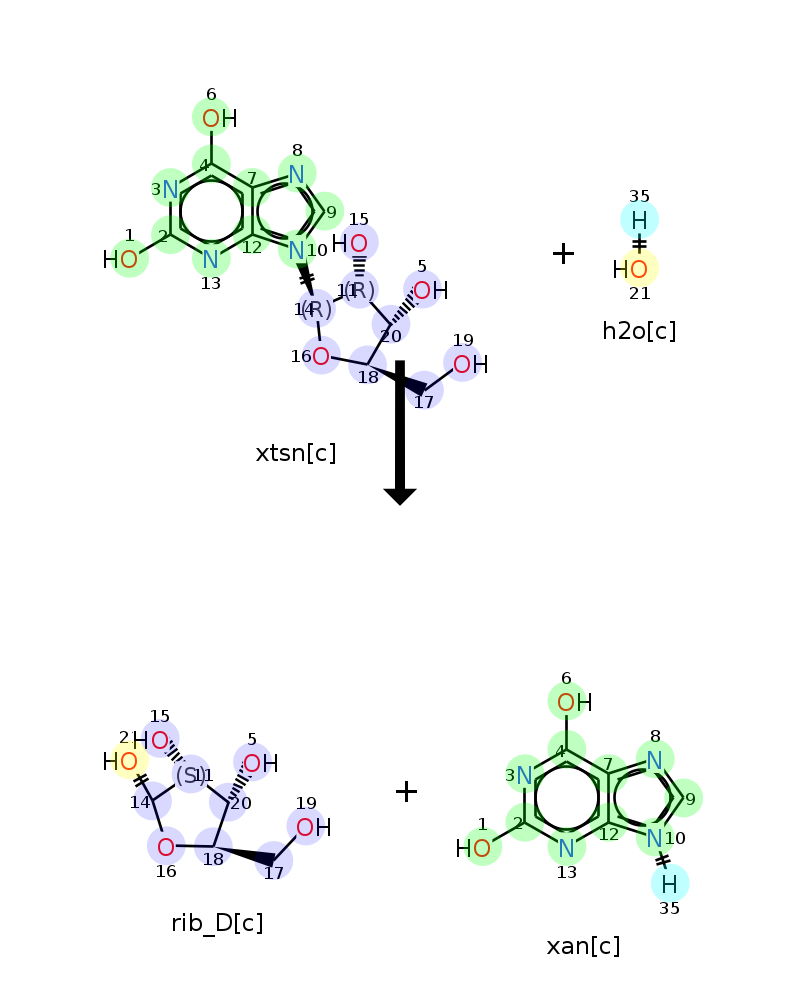 6
OH
8
N
4
7
3 N
9
1
2
HO
N
13
12
N 10
15
HO
11 (R)
14 (R)
5
OH
20
16 O
18
19
OH
17
xtsn[c]
+
35
H
HO
21
h2o[c]
15
HO
2
HO
(S) 11
5
OH
14
20
19
OH
O
16
18
17
rib_D[c]
+
6
OH
8
N
4
7
3 N
9
1
2
HO
N
13
12
N 10
H
35
xan[c]